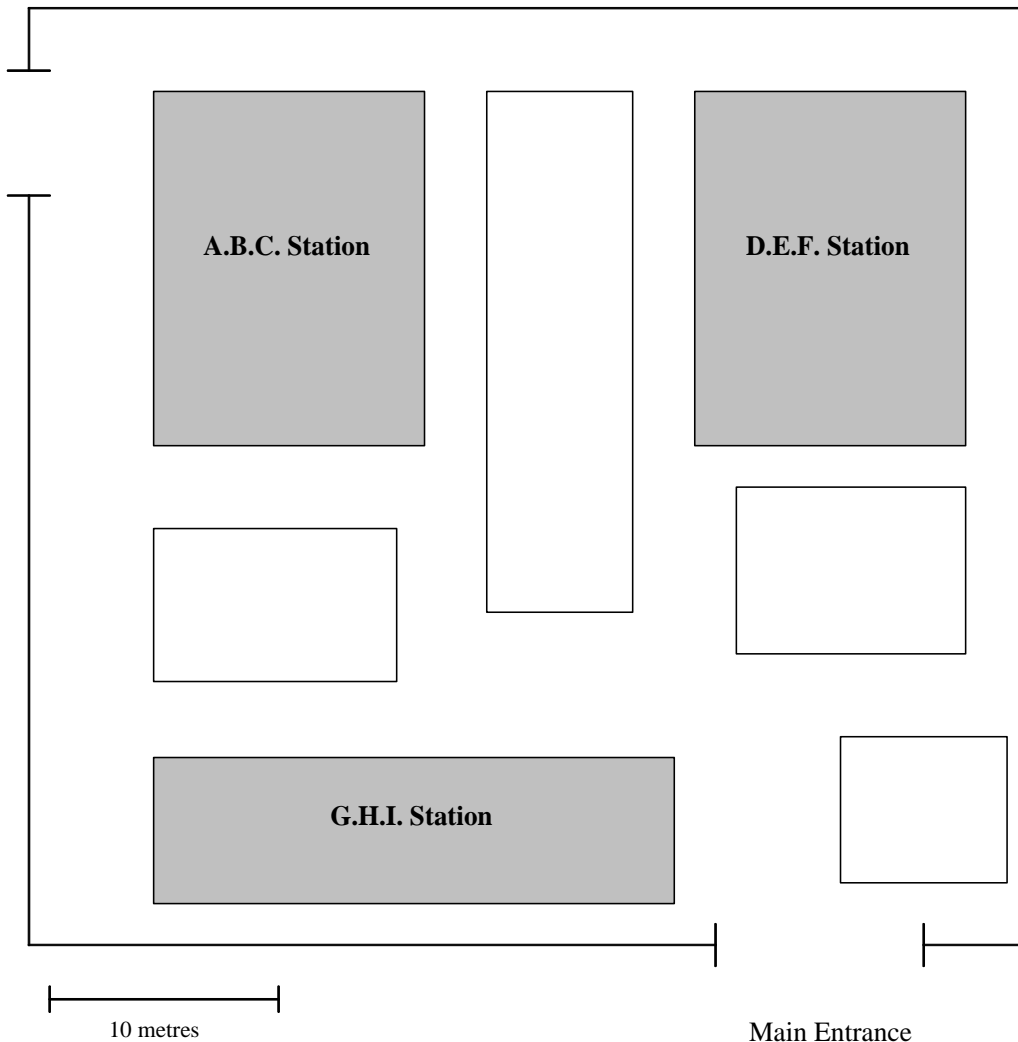 A.B.C. Station
D.E.F. Station
G.H.I. Station
10 metres
Main Entrance